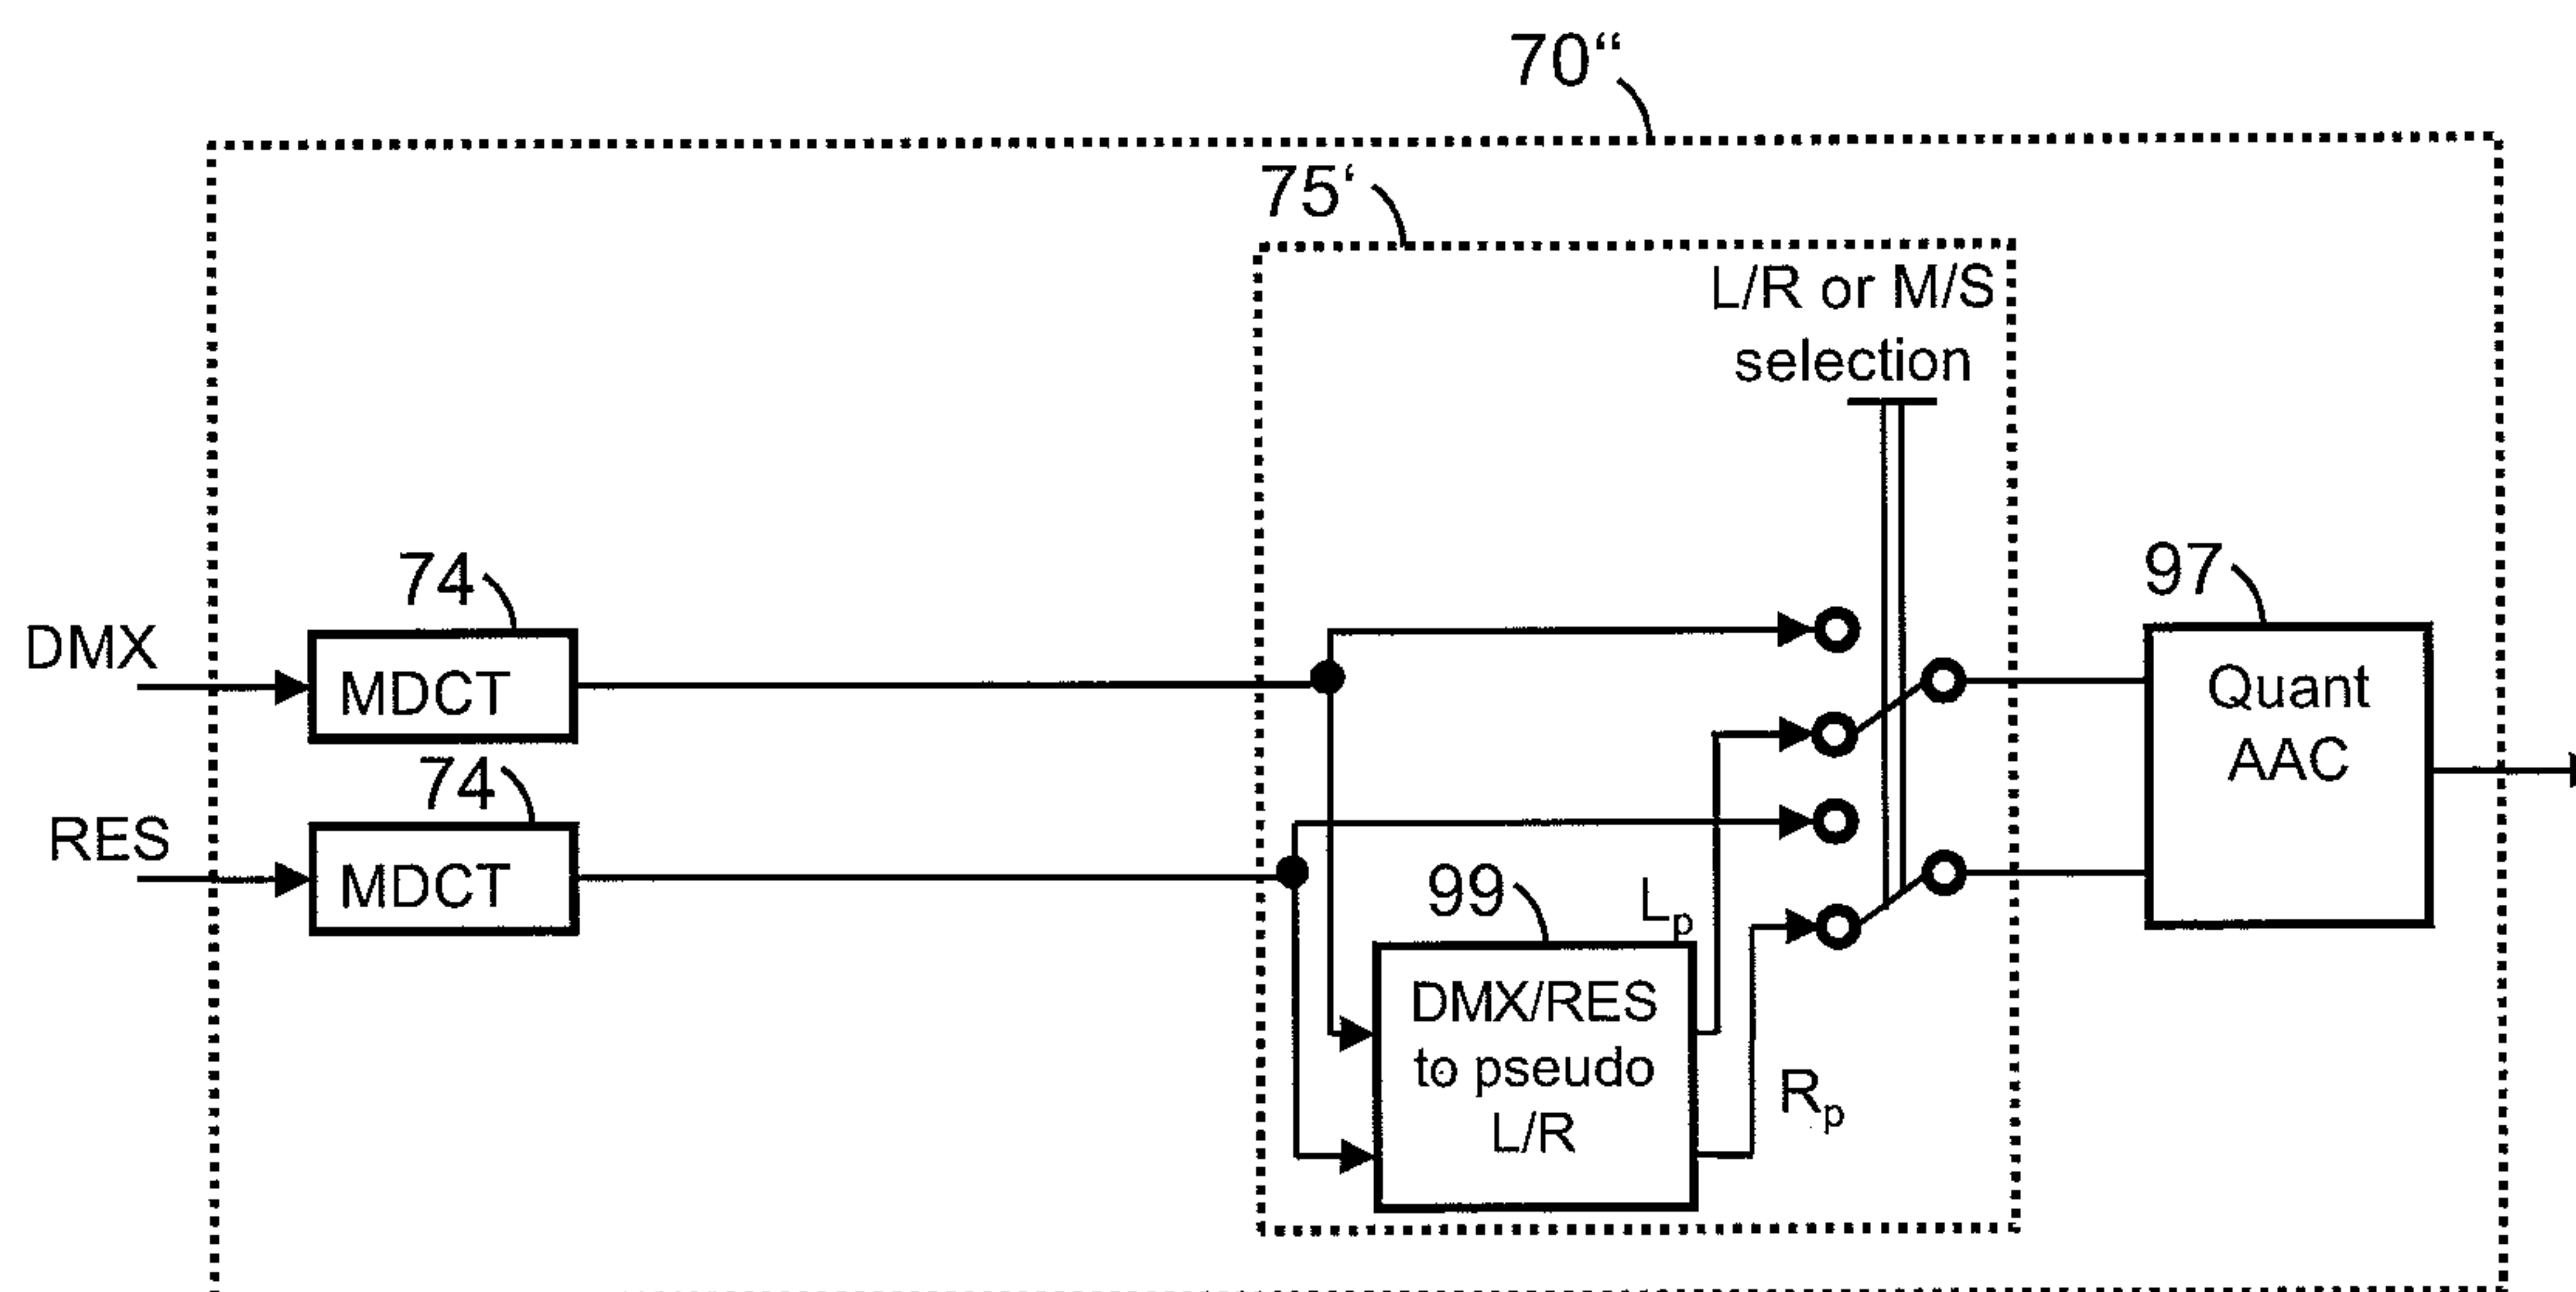 70“
75‘
L/R or M/S
selection
74
97
DMX
MDCT
Quant
AAC
74
RES
MDCT
99
Lp
DMX/RES
to pseudo
L/R
Rp